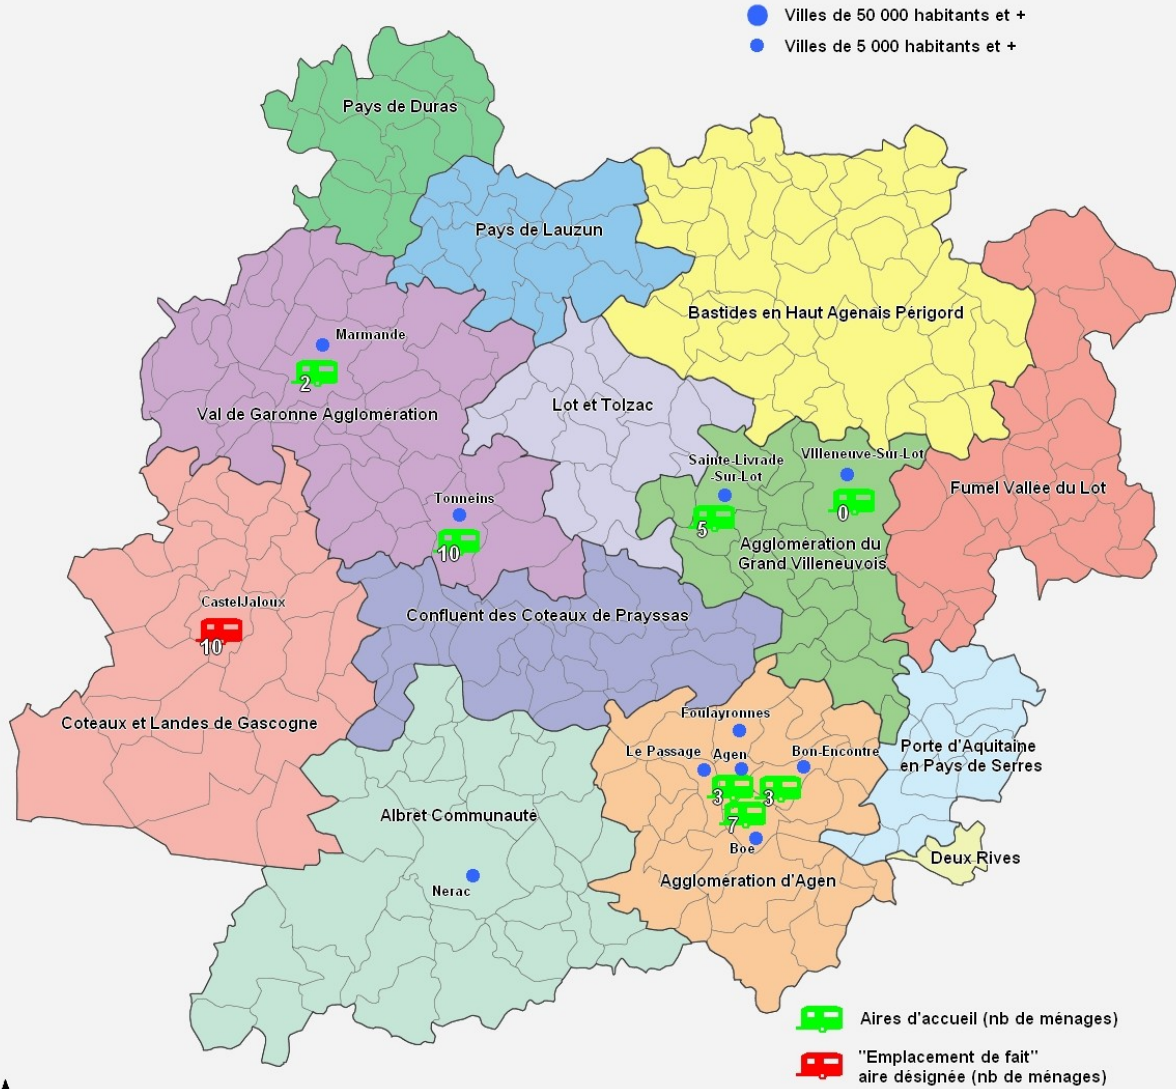 Villes de 50 000 habitants et +
Villes de 5 000 habitants et +
Pays de Duras
Pays de Lauzun
Bastides en Haut Agenais Périgord
Marmande
2
Val de Garonne Agglomération
Lot et Tolzac
Sainte-Livrade
-Sur-Lot
5
VIlleneuve-Sur-Lot
0
Fumel Vallée du Lot
Tonneins
10
Agglomération du
Grand Villeneuvois
CastelJaloux
10
Confluent des Coteaux de Prayssas
Coteaux et Landes de Gascogne
Foulayronnes
Le Passage
Agen
Bon-Encontre
3
3
7
Boe
Porte d'Aquitaine
en Pays de Serres
Albret Communauté
Deux Rives
Nerac
Agglomération d'Agen
Aires d'accueil (nb de ménages)
"Emplacement de fait"
aire désignée (nb de ménages)